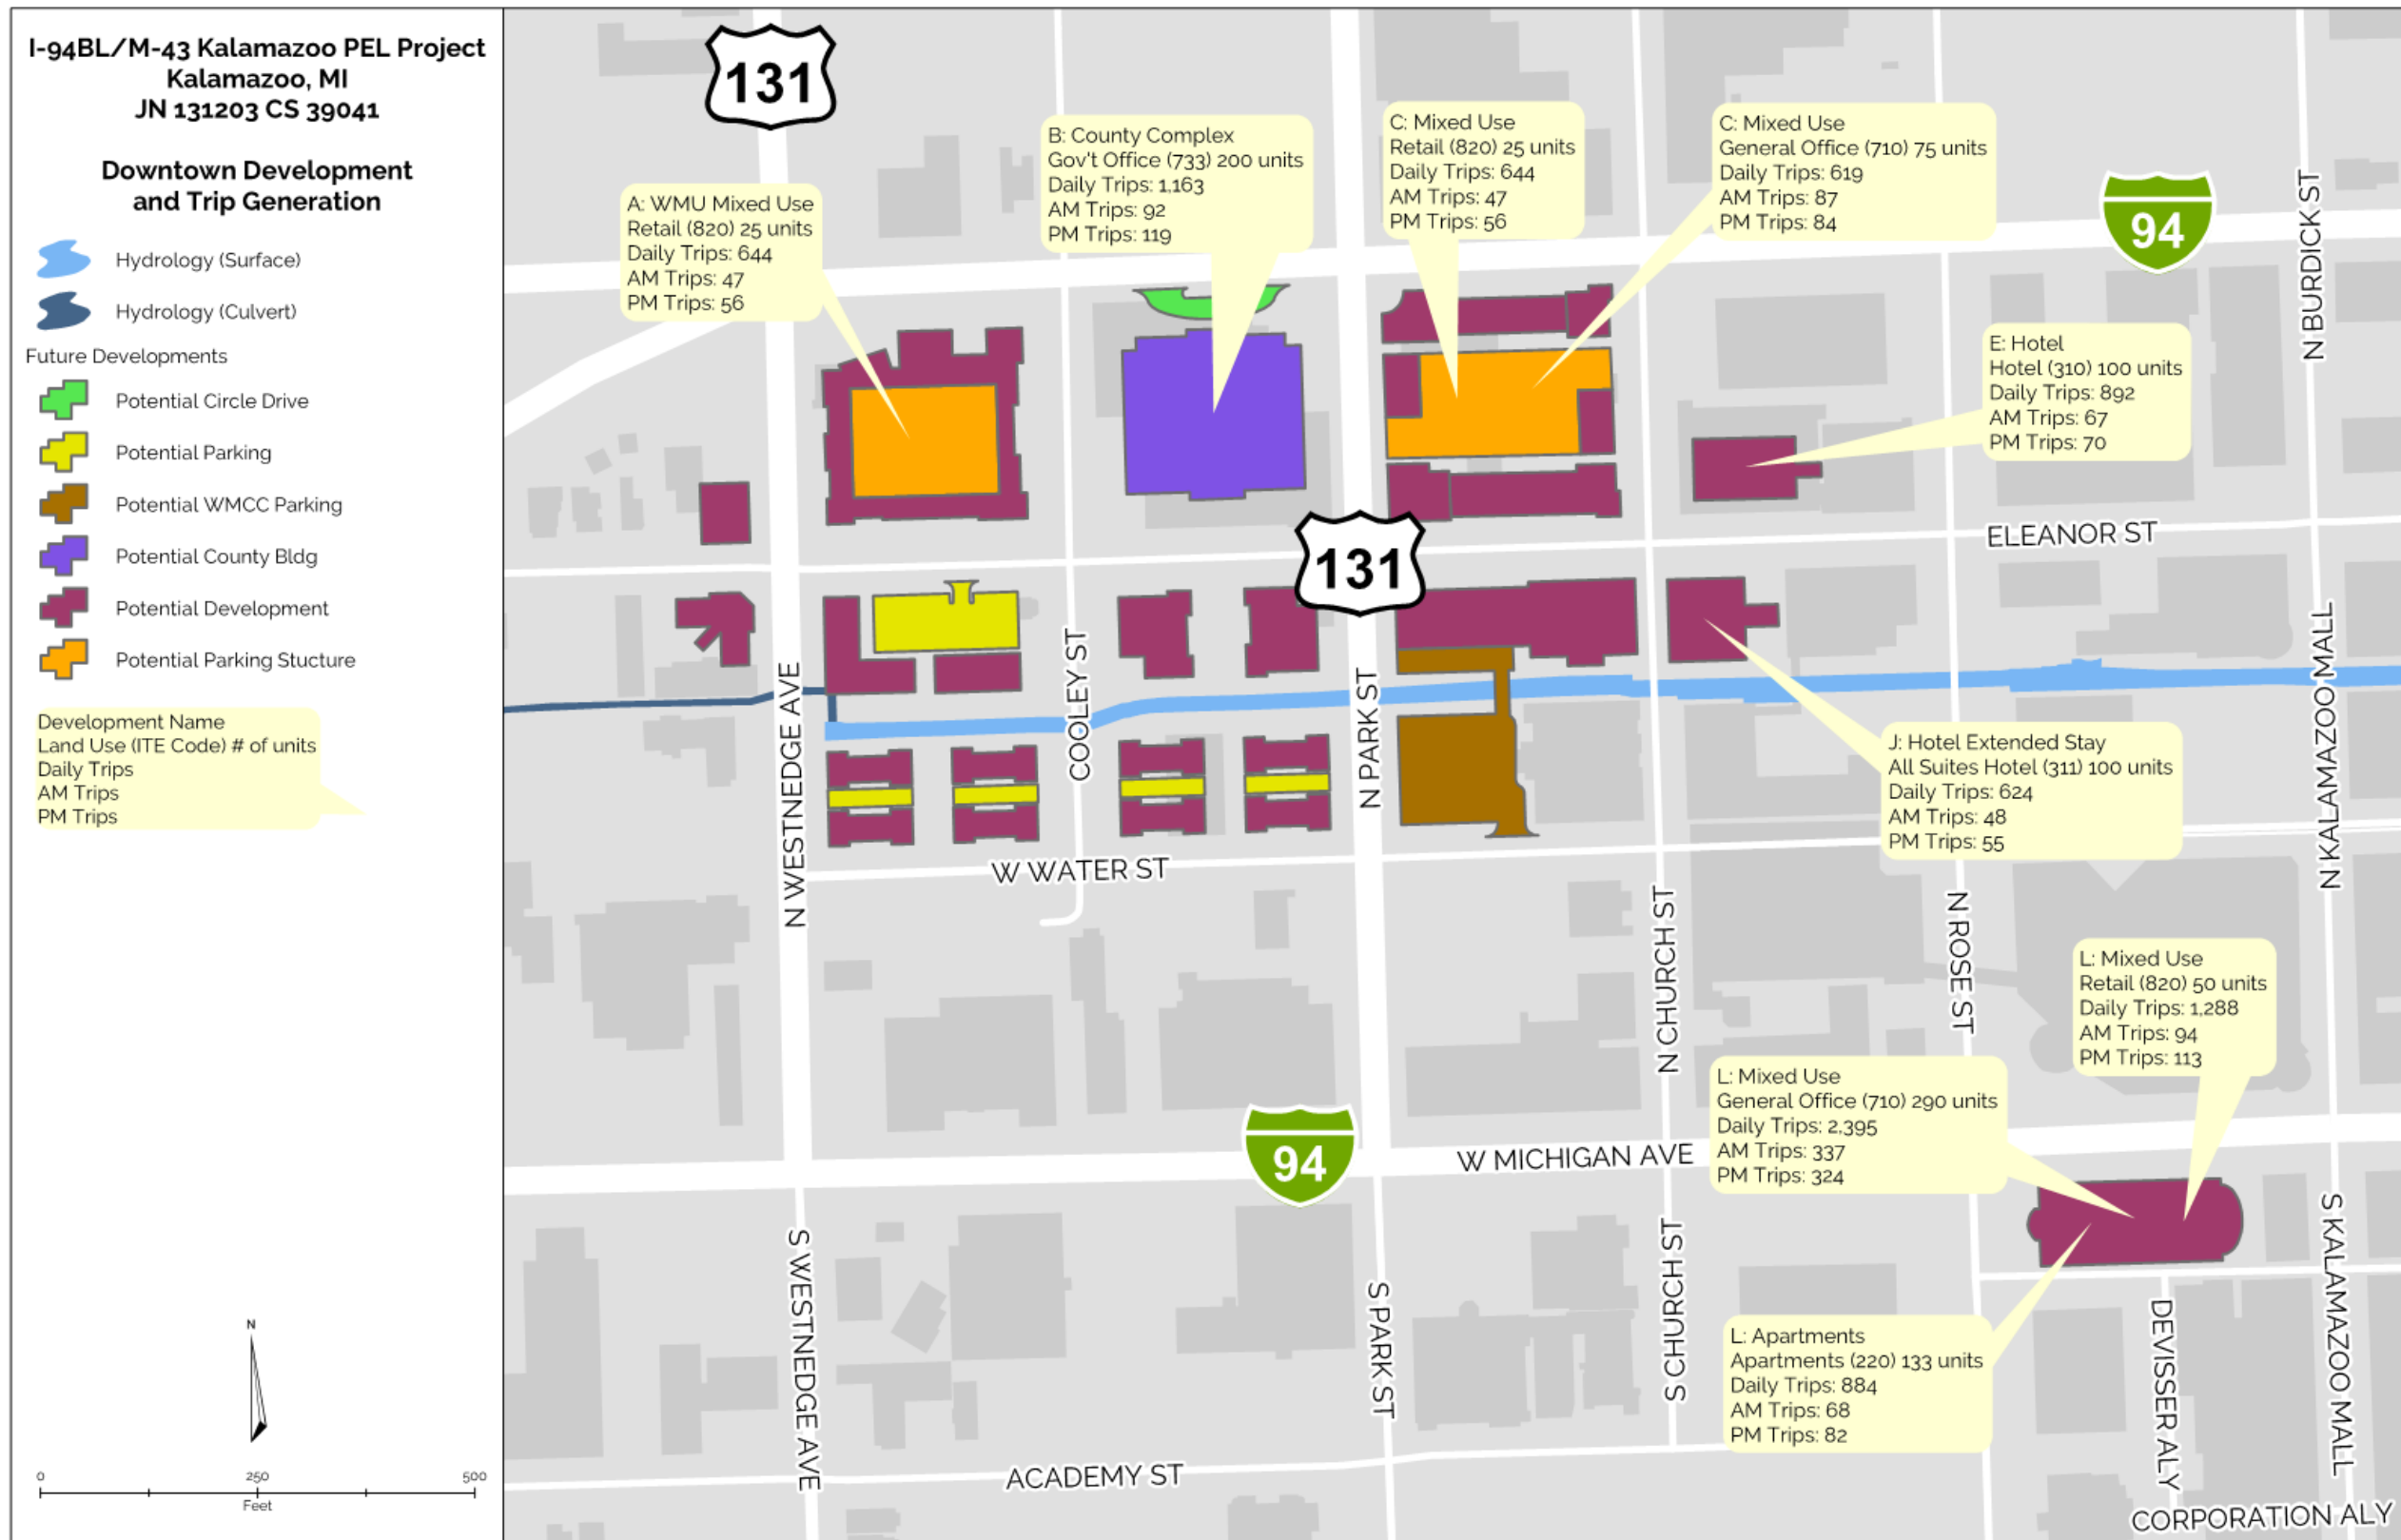 I-94BL/M-43 Kalamazoo PEL Project
Kalamazoo, MI
JN 131203 CS 39041
Downtown Development
and Trip Generation
Hydrology (Surface)
Hydrology (Culvert)
Future Developments
Potential Circle Drive
Potential Parking
Potential WMCC Parking
Potential County Bldg
Potential Development
Potential Parking Stucture
Development Name
Land Use (ITE Code) # of units
Daily Trips
AM Trips
PM Trips
N
0 250 500
Feet
131
A: WMU Mixed Use
Retail (820) 25 units
Daily Trips: 644
AM Trips: 47
PM Trips: 56
B: County Complex
Gov't Office (733) 200 units
Daily Trips: 1,163
AM Trips: 92
PM Trips: 119
C: Mixed Use
Retail (820) 25 units
Daily Trips: 644
AM Trips: 47
PM Trips: 56
C: Mixed Use
General Office (710) 75 units
Daily Trips: 619
AM Trips: 87
PM Trips: 84
94
N BURDICK ST
E: Hotel
Hotel (310) 100 units
Daily Trips: 892
AM Trips: 67
PM Trips: 70
ELEANOR ST
131
N WESTNEDGE AVE
COOLEY ST
N PARK ST
N KALAMAZOO MALL
J: Hotel Extended Stay
All Suites Hotel (311) 100 units
Daily Trips: 624
AM Trips: 48
PM Trips: 55
W WATER ST
N CHURCH ST
N ROSE ST
L: Mixed Use
Retail (820) 50 units
Daily Trips: 1,288
AM Trips: 94
PM Trips: 113
L: Mixed Use
General Office (710) 290 units
Daily Trips: 2,395
AM Trips: 337
PM Trips: 324
94
W MICHIGAN AVE
S WESTNEDGE AVE
S PARK ST
S CHURCH ST
S KALAMAZOO MALL
L: Apartments
Apartments (220) 133 units
Daily Trips: 884
AM Trips: 68
PM Trips: 82
DEVISSER ALY
ACADEMY ST
CORPORATION ALY